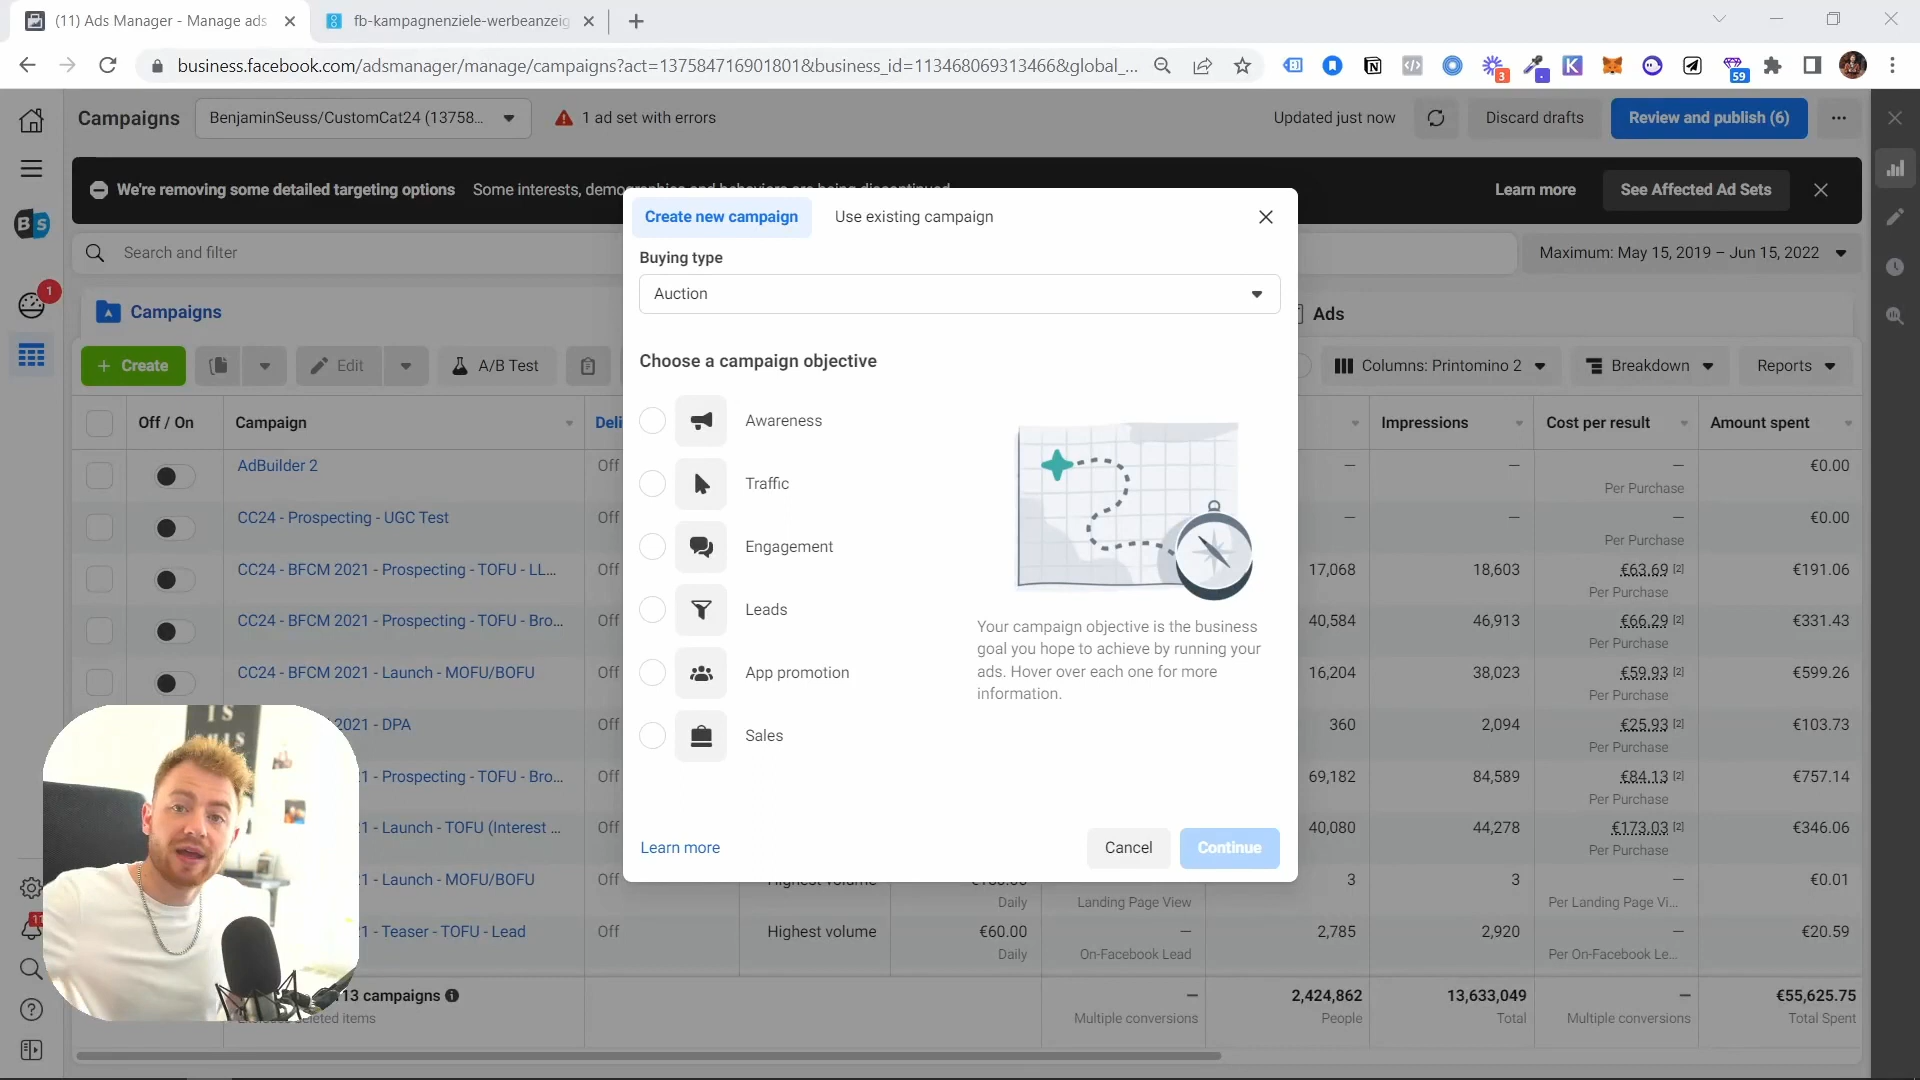 (11) Ads Manager - Manage ads
fb-kampagnenziele-werbeanzeig
business.facebook.com/adsmanager/manage/campaigns?act=137584716901801&business_id=113468069313466&global_...
3
59
Campaigns
BenjaminSeuss/CustomCat24 (13758...
1 ad set with errors
Updated just now
Discard drafts
Review and publish (6)
We're removing some detailed targeting options
Some interests,
Learn more
See Affected Ad Sets
BS
Search and filter
Maximum: May 15, 2019 – Jun 15, 2022
1
Campaigns
Ads
+ Create
Edit
A/B Test
Columns: Printomino 2
Breakdown
Reports
Off / On
Campaign
Deli
Impressions
Cost per result
Amount spent
AdBuilder 2
Off
—
—
—
€0.00
Per Purchase
CC24 - Prospecting - UGC Test
Off
—
—
—
€0.00
Per Purchase
CC24 - BFCM 2021 - Prospecting - TOFU - LL...
Off
17,068
18,603
€63.69 [2]
€191.06
Per Purchase
CC24 - BFCM 2021 - Prospecting - TOFU - Bro...
Off
40,584
46,913
€66.29 [2]
€331.43
Per Purchase
CC24 - BFCM 2021 - Launch - MOFU/BOFU
Off
16,204
38,023
€59.93 [2]
€599.26
Per Purchase
2021 - DPA
Off
360
2,094
€25.93 [2]
€103.73
Per Purchase
1 - Prospecting - TOFU - Bro...
Off
69,182
84,589
€84.13 [2]
€757.14
Per Purchase
1 - Launch - TOFU (Interest ...
Off
40,080
44,278
€173.03 [2]
€346.06
Per Purchase
1 - Launch - MOFU/BOFU
Off
Highest volume
3
3
—
€0.01
Daily
Landing Page View
Per Landing Page Vi...
1 - Teaser - TOFU - Lead
Off
Highest volume
€60.00
—
2,785
2,920
—
€20.59
Daily
On-Facebook Lead
Per On-Facebook Le...
13 campaigns
—
2,424,862
13,633,049
—
€55,625.75
deleted items
Multiple conversions
People
Total
Multiple conversions
Total Spent
Create new campaign
Use existing campaign
Buying type
Auction
Choose a campaign objective
Awareness
Traffic
Engagement
Leads
App promotion
Sales
Your campaign objective is the business
goal you hope to achieve by running your
ads. Hover over each one for more
information.
Learn more
Cancel
Continue
IS
11